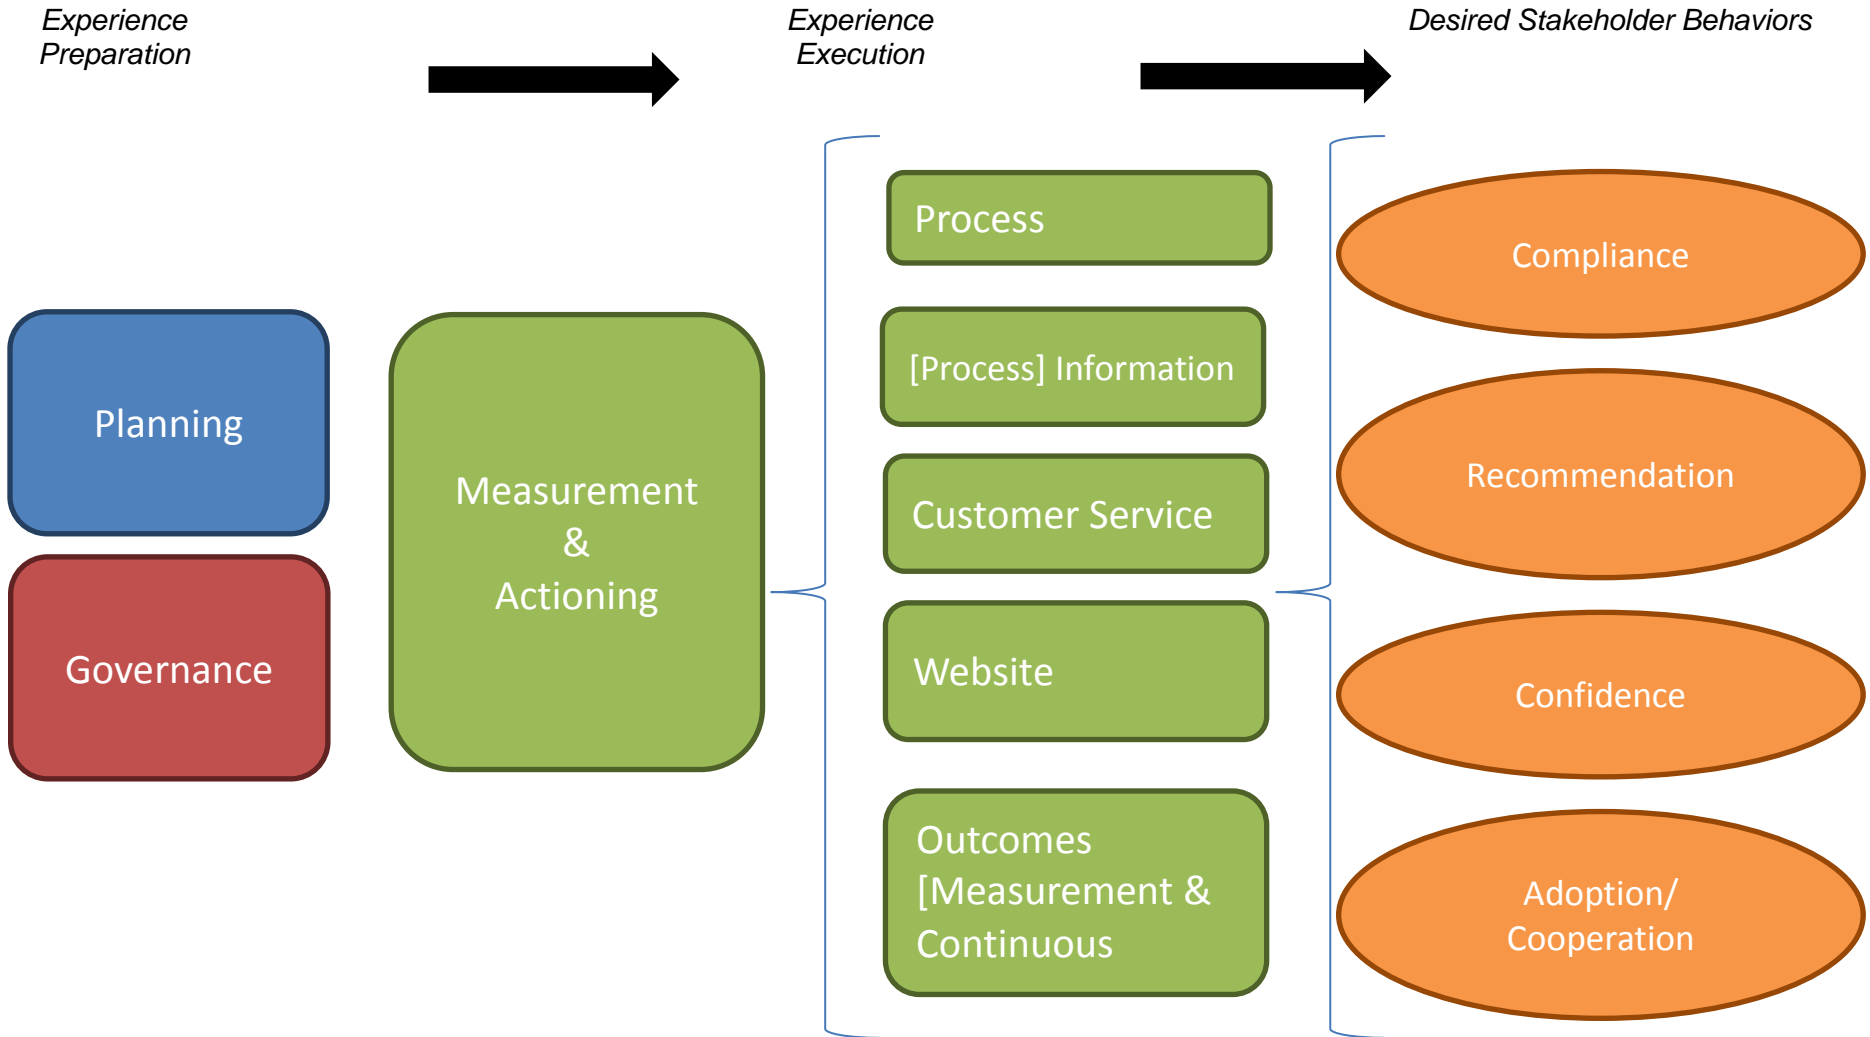 Experience
Preparation
Experience
Execution
Desired Stakeholder Behaviors
Planning
Governance
Measurement
&
Actioning
Process
[Process] Information
Customer Service
Website
Outcomes
[Measurement &
Continuous
Compliance
Recommendation
Confidence
Adoption/
Cooperation